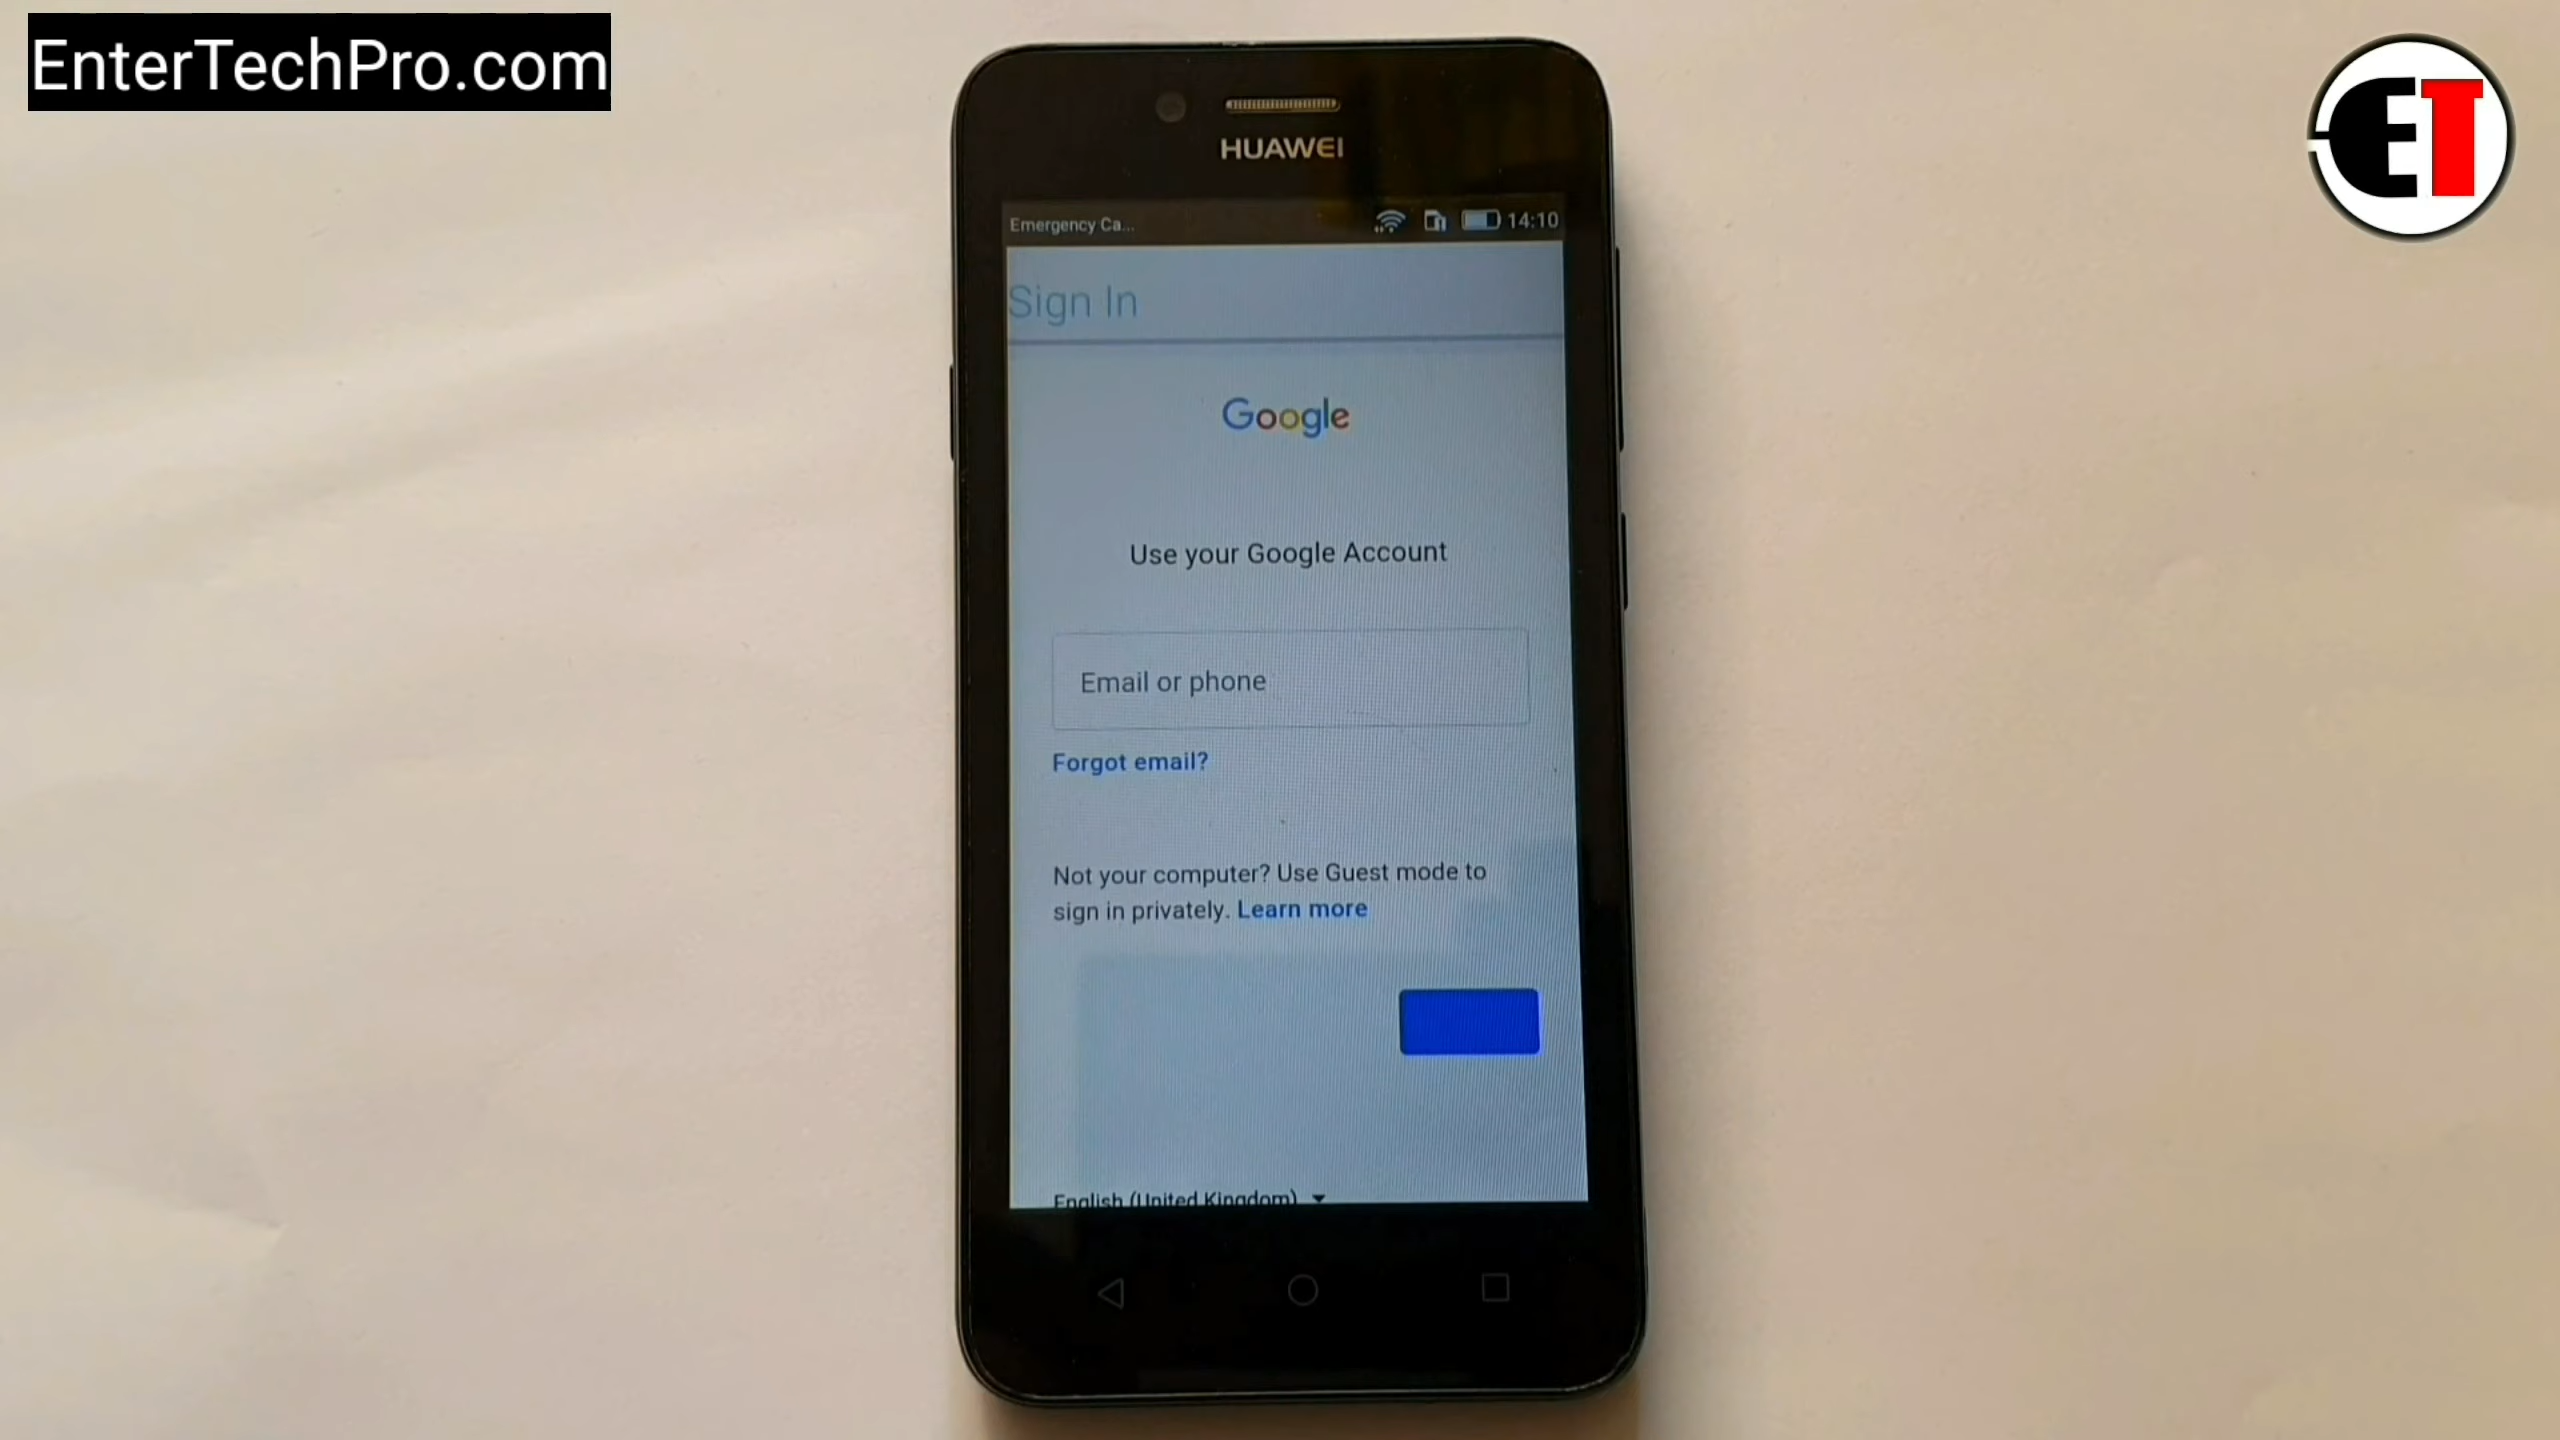 EnterTechPro.com
ET
HUAWEI
Emergency Ca... 14:10
Sign In
Google
Use your Google Account
Email or phone
Forgot email?
Not your computer? Use Guest mode to
sign in privately. Learn more
English (United Kingdom)